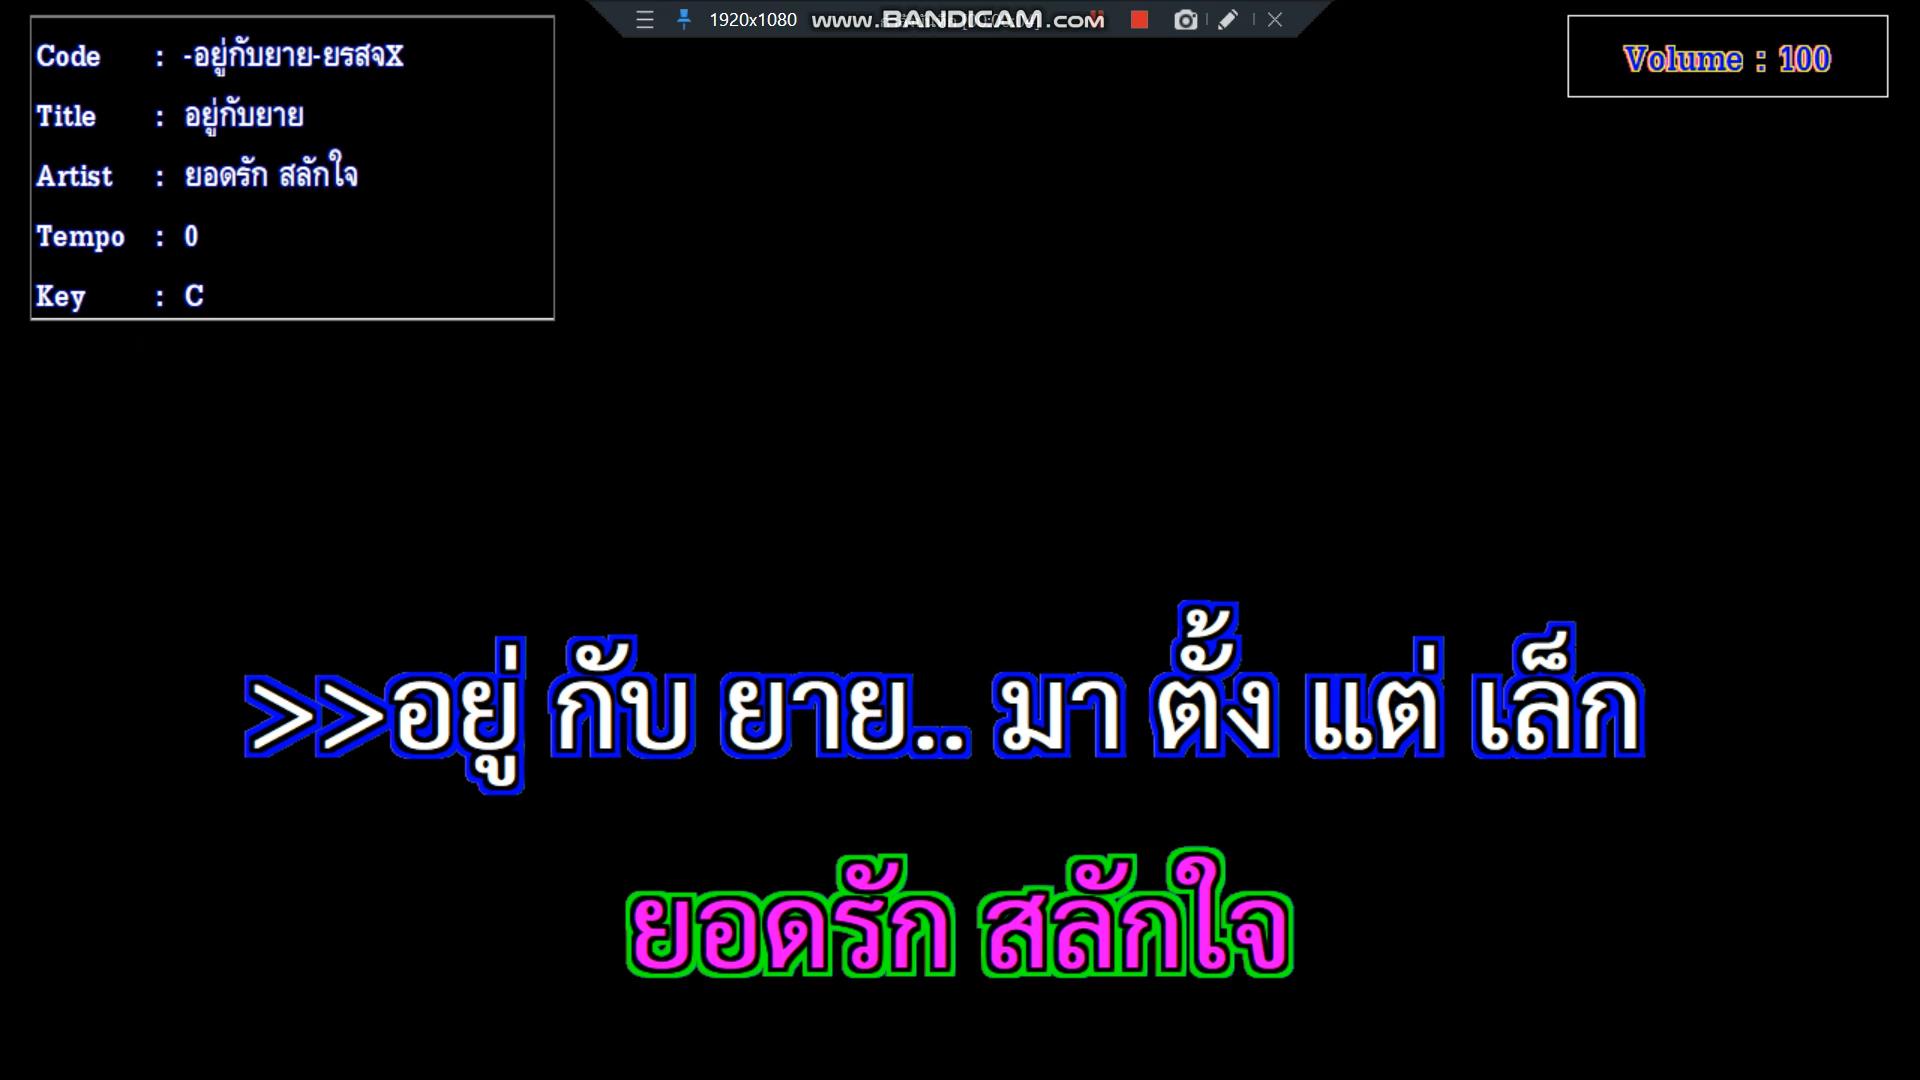 1920x1080 www.BANDICAM.com
Code : -อยู่กับยาย-ยรสจX
Title : อยู่กับยาย
Artist : ยอดรัก สลักใจ
Tempo : 0
Key : C
Volume : 100
>>อยู่ กับ ยาย.. มา ตั้ง แต่ เล็ก
ยอดรัก สลักใจ